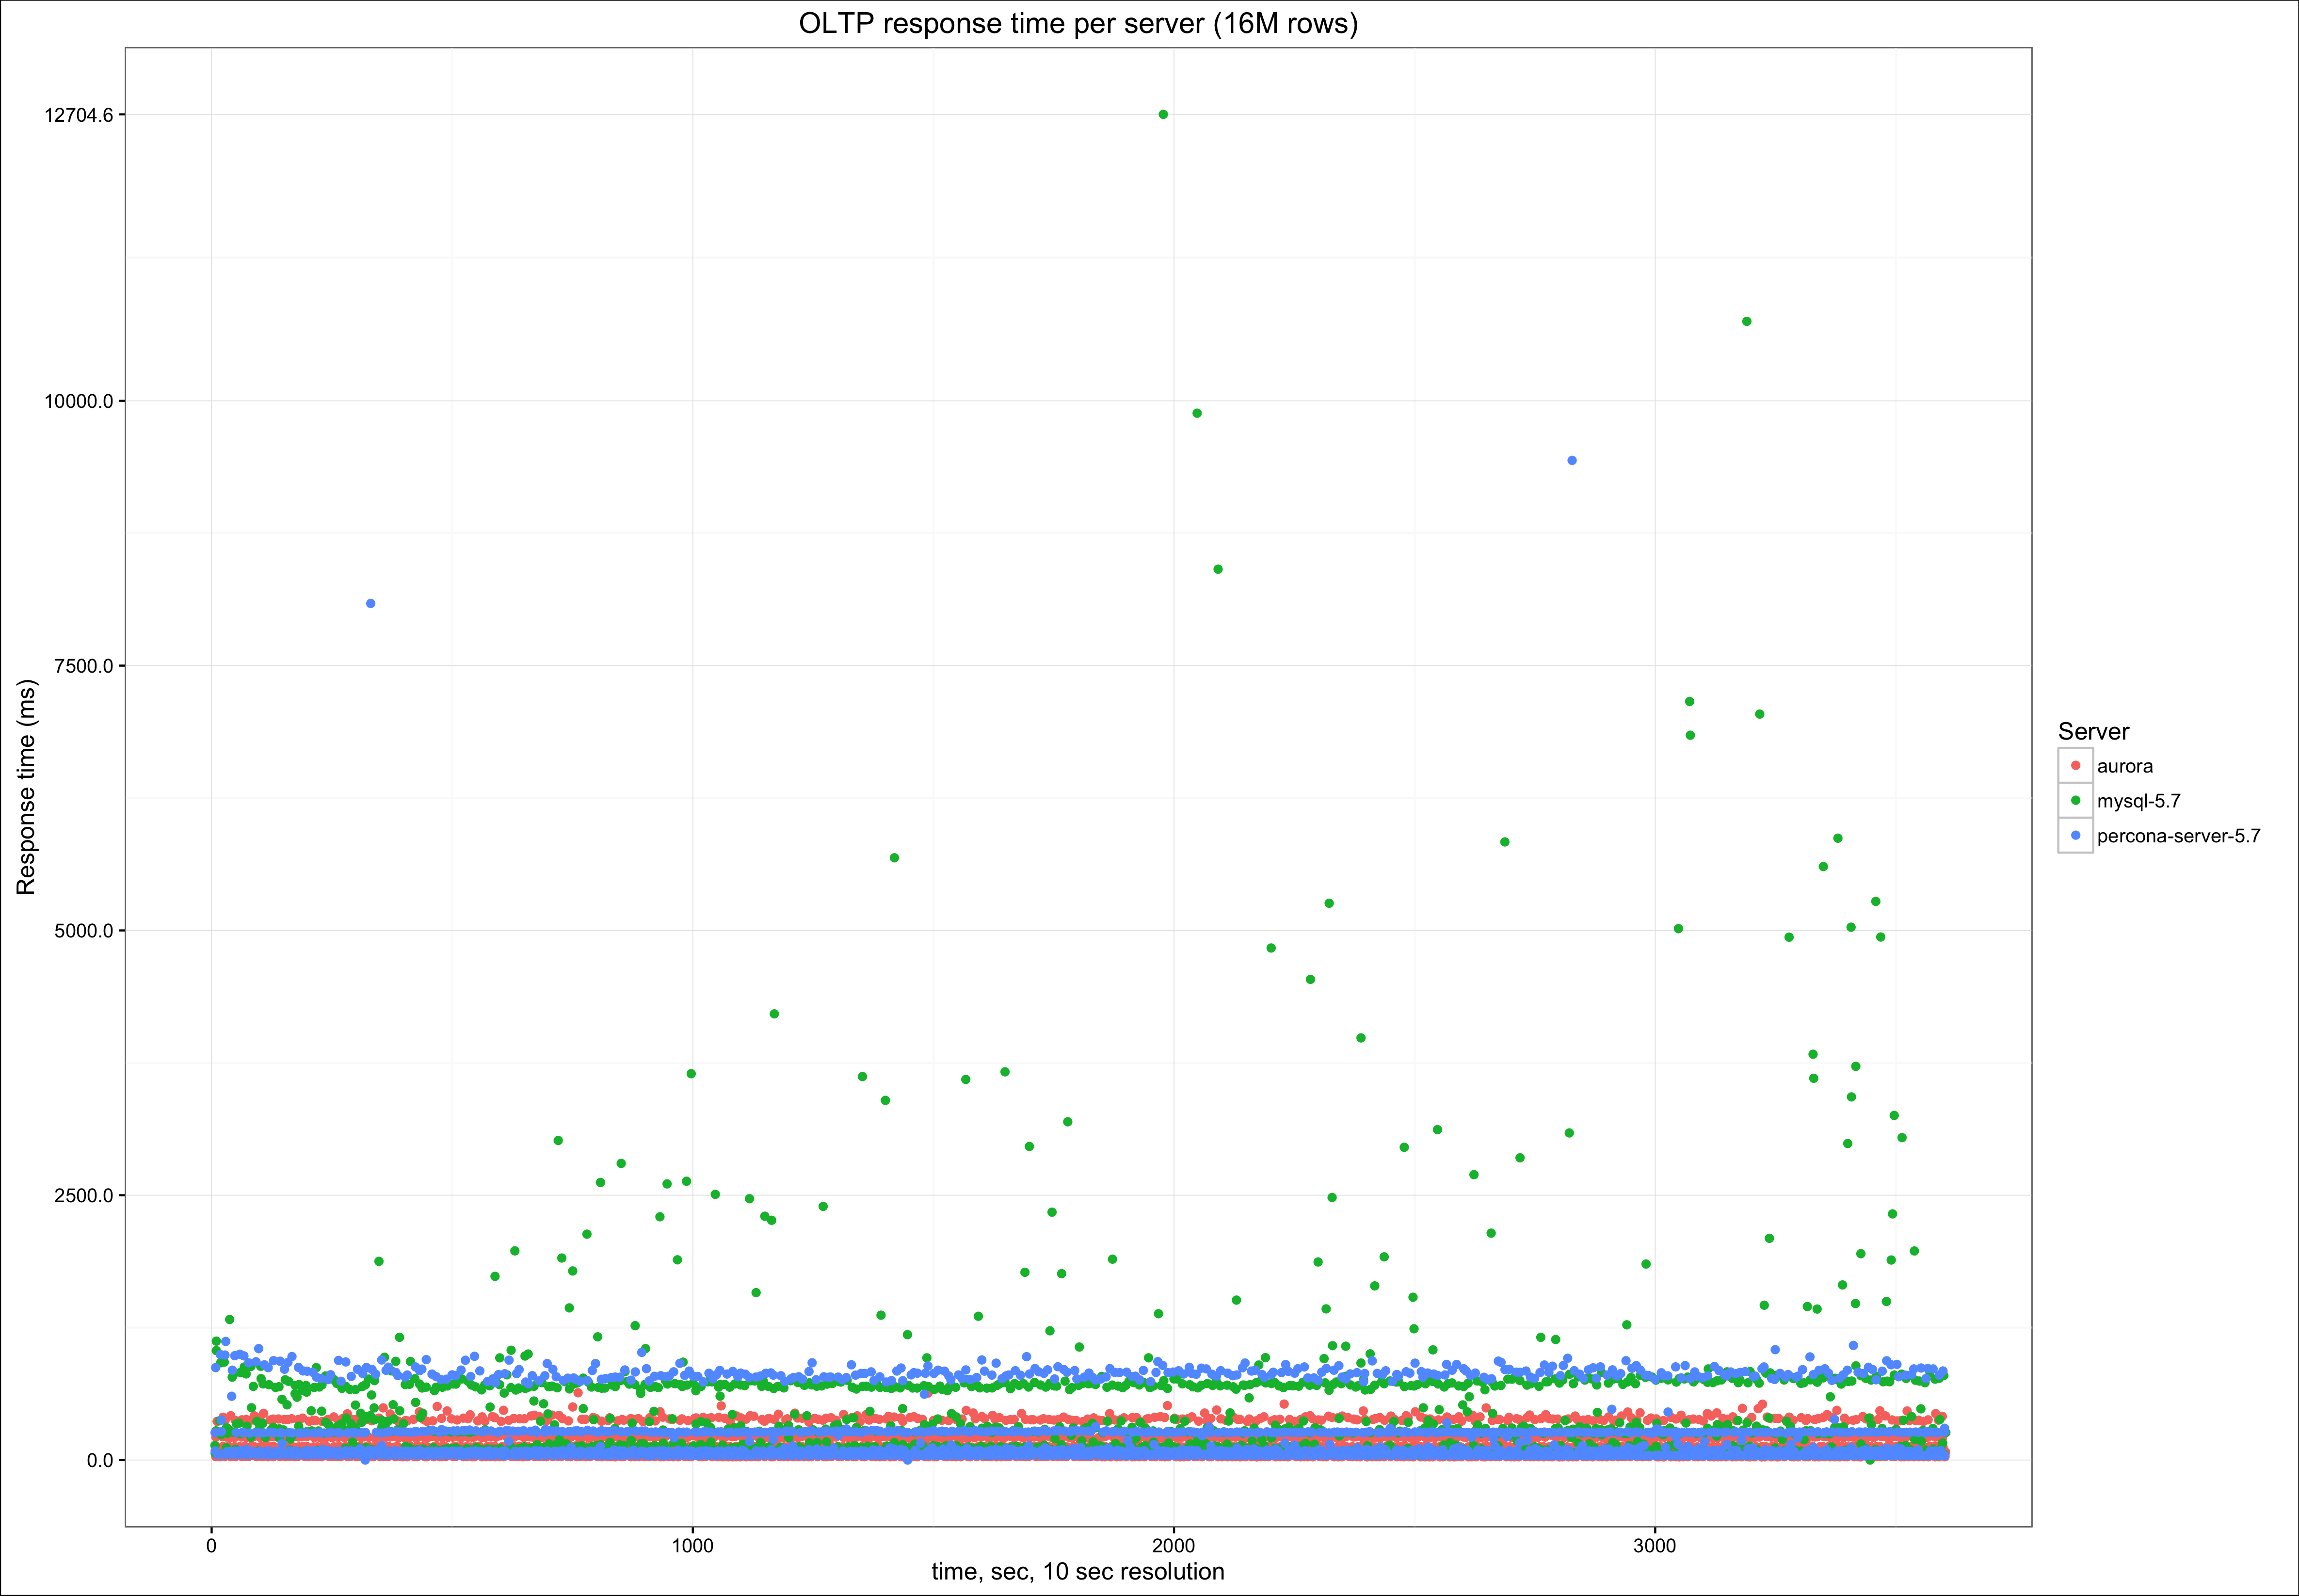 OLTP response time per server (16M rows)
12704.6
10000.0
7500.0
5000.0
2500.0
0.0
Response time (ms)
0 1000 2000 3000
time, sec, 10 sec resolution
Server
aurora
mysql-5.7
percona-server-5.7